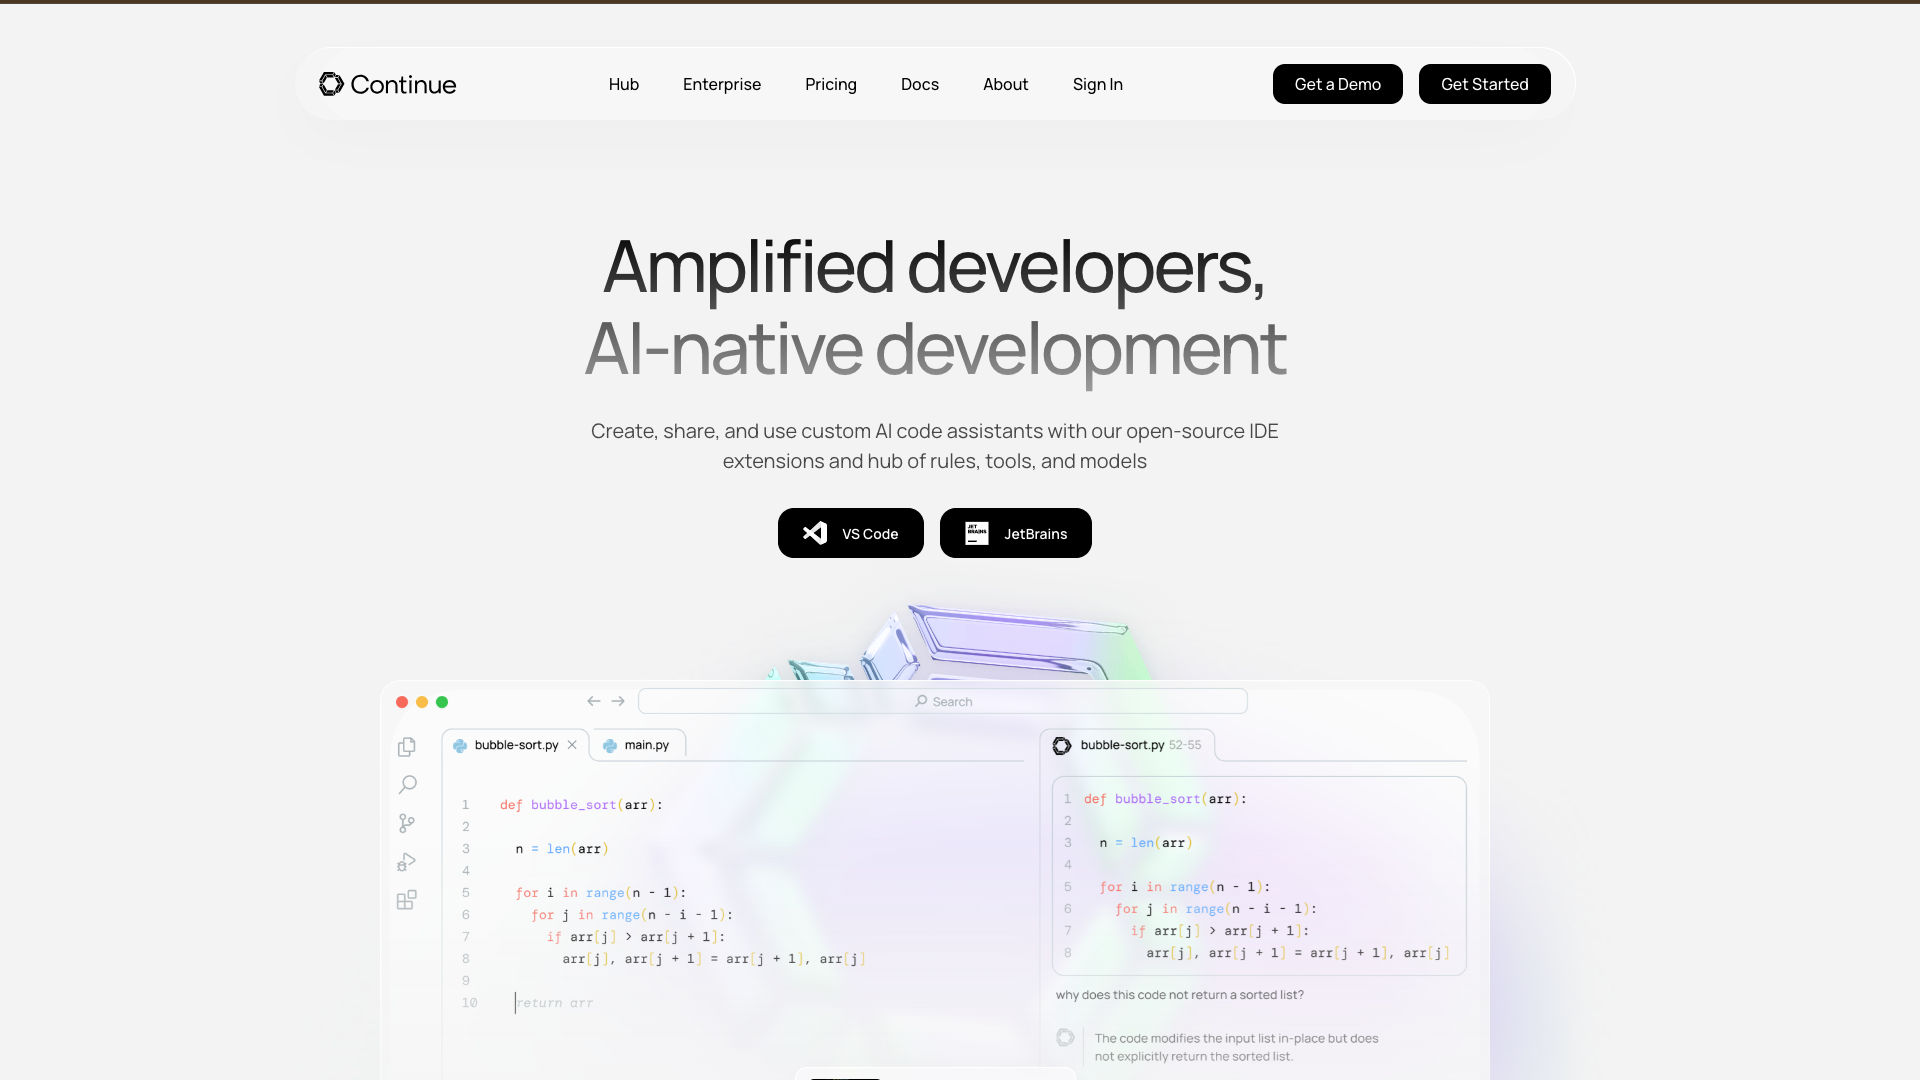 Continue
Hub
Enterprise
Pricing
Docs
About
Sign In
Get a Demo
Get Started
Amplified developers,
AI-native development
Create, share, and use custom AI code assistants with our open-source IDE
extensions and hub of rules, tools, and models
VS Code
JET BRAINS JetBrains
Search
bubble-sort.py
main.py
1 def bubble_sort(arr):
2
3 n = len(arr)
4
5 for i in range(n - 1):
6 for j in range(n - i - 1):
7 if arr[j] > arr[j + 1]:
8 arr[j], arr[j + 1] = arr[j + 1], arr[j]
9
10 return arr
bubble-sort.py 52-55
1 def bubble_sort(arr):
2
3 n = len(arr)
4
5 for i in range(n - 1):
6 for j in range(n - i - 1):
7 if arr[j] > arr[j + 1]:
8 arr[j], arr[j + 1] = arr[j + 1], arr[j]
why does this code not return a sorted list?
The code modifies the input list in-place but does
not explicitly return the sorted list.